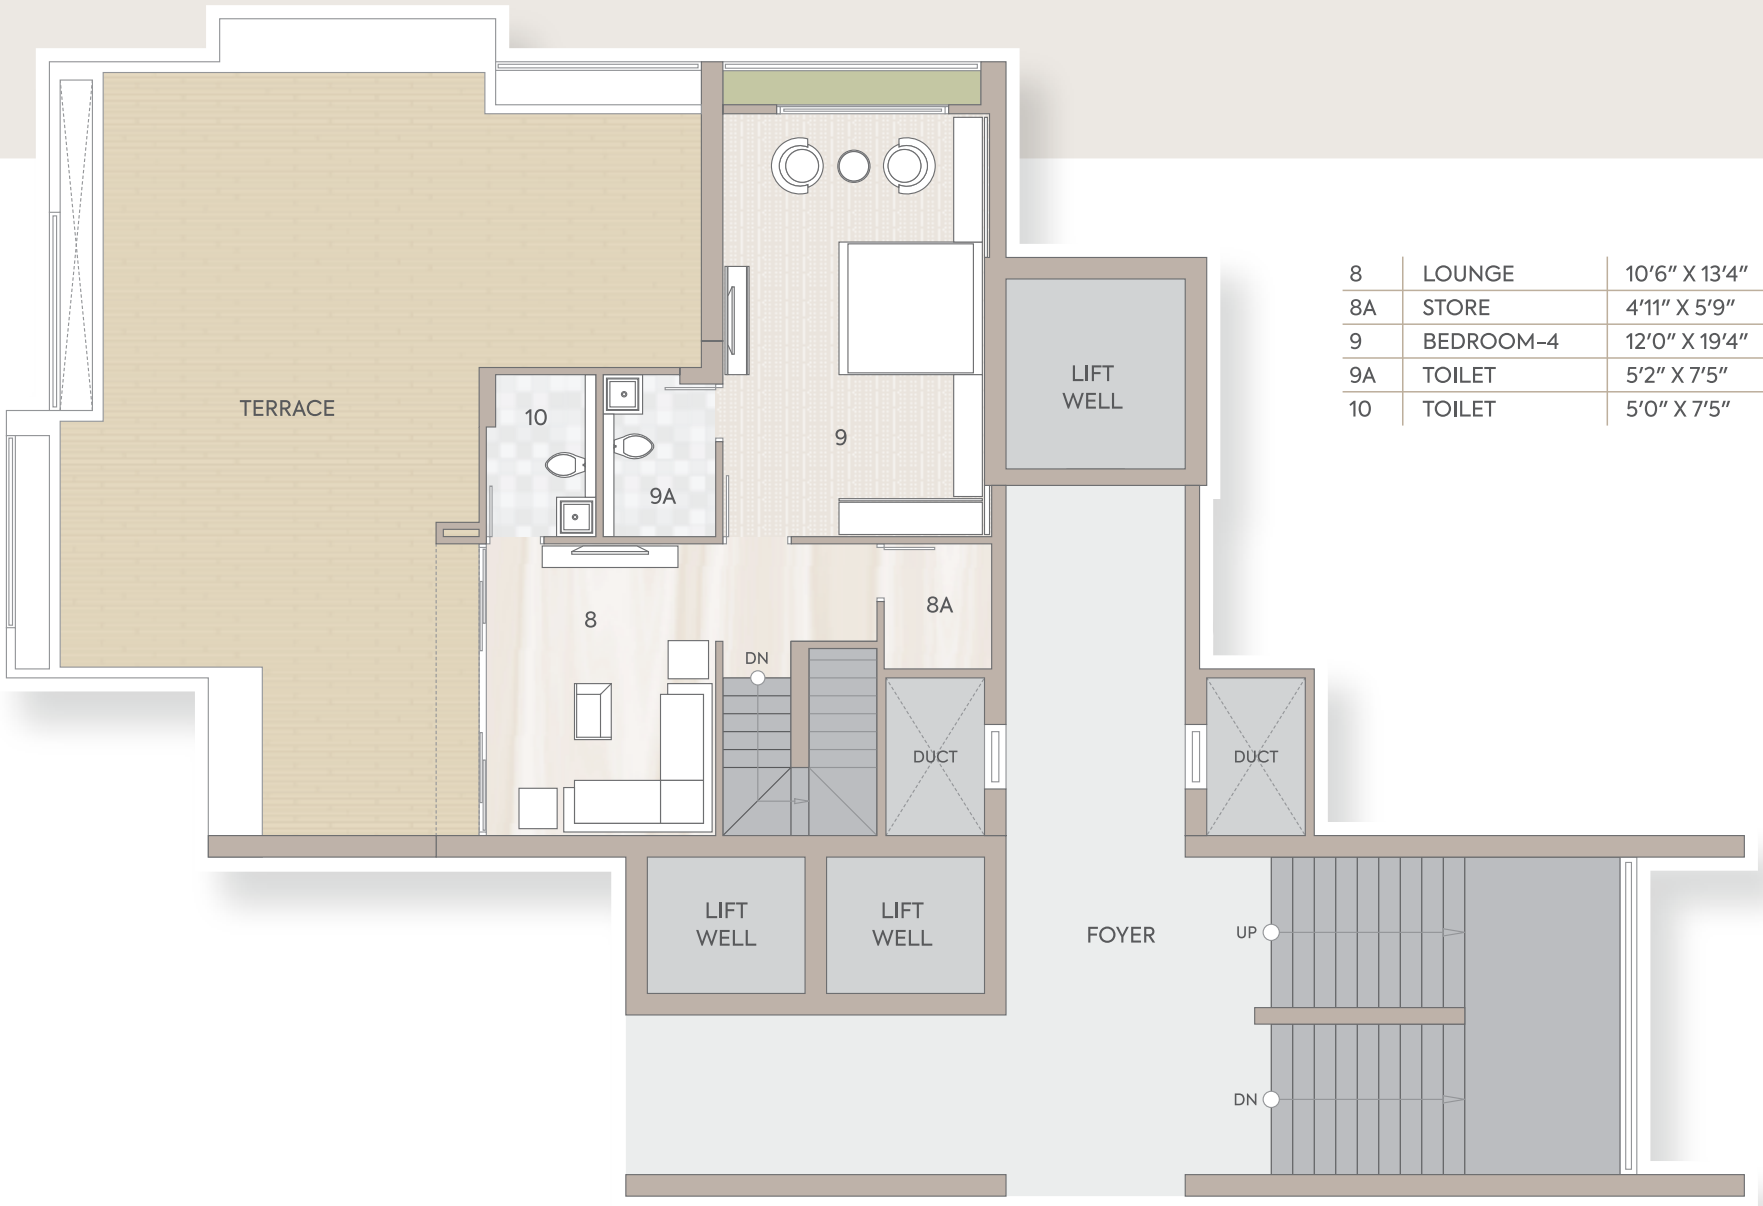 8 LOUNGE 10'6" X 13'4"
8A STORE 4'11" X 5'9"
9 BEDROOM-4 12'0" X 19'4"
9A TOILET 5'2" X 7'5"
10 TOILET 5'0" X 7'5"
TERRACE
10
9A
9
LIFT
WELL
8
8A
DN
DUCT
DUCT
LIFT
WELL
LIFT
WELL
FOYER
UP
DN